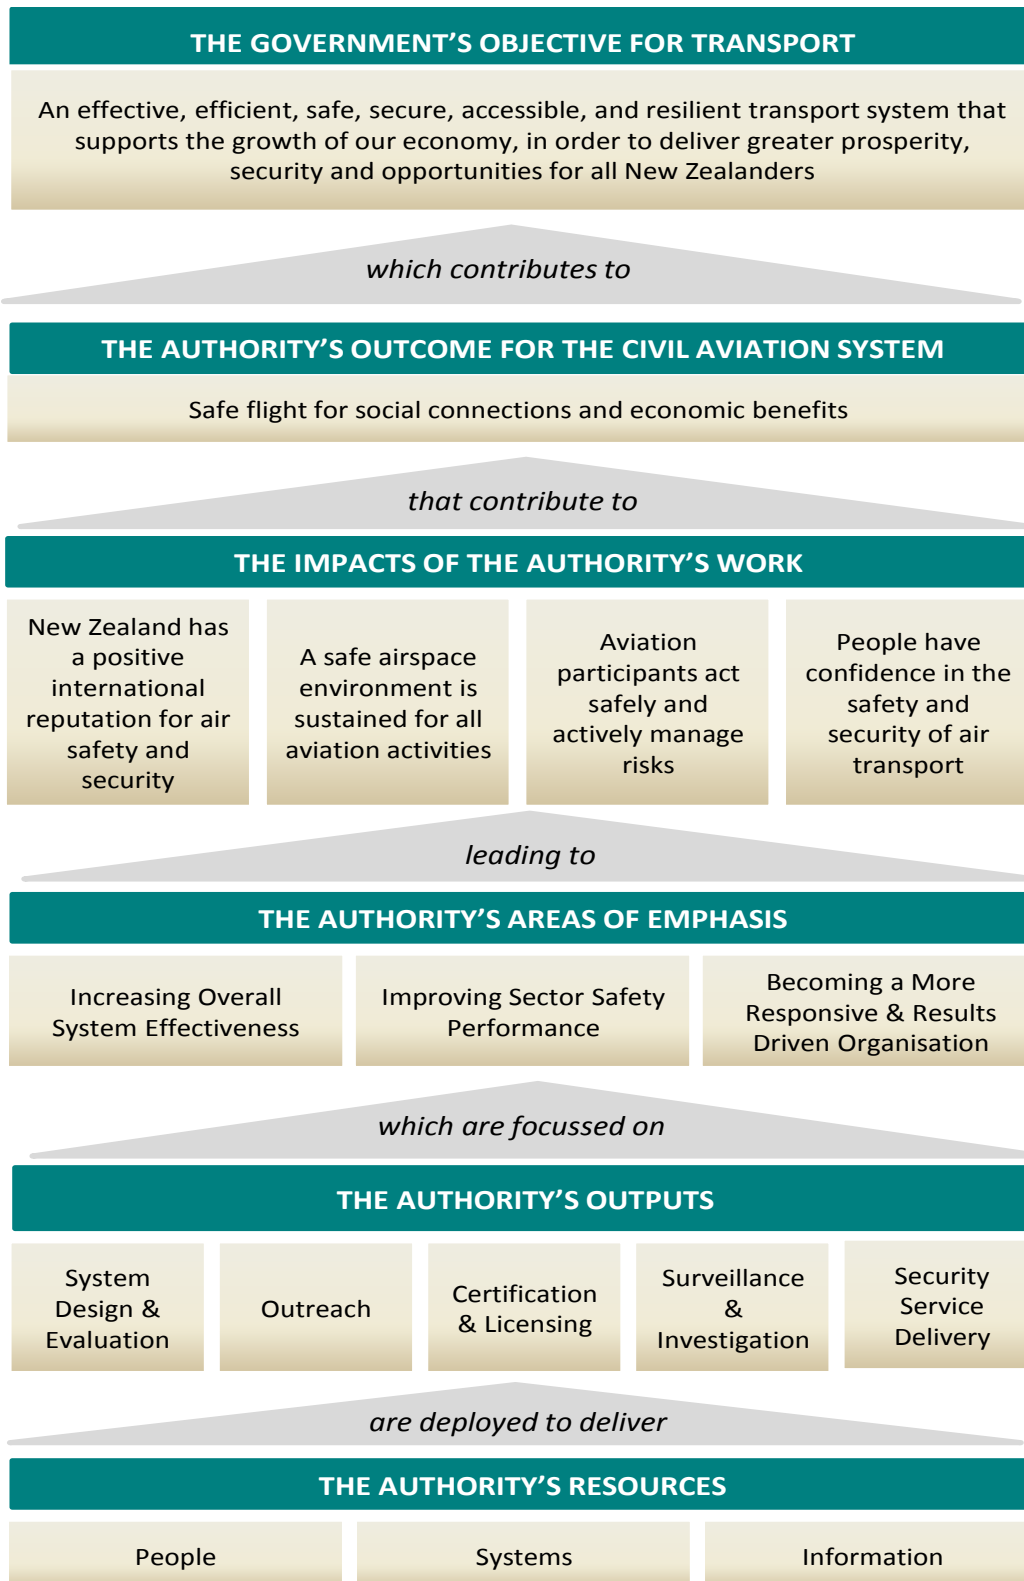 THE GOVERNMENT’S OBJECTIVE FOR TRANSPORT
An effective, efficient, safe, secure, accessible, and resilient transport system that
supports the growth of our economy, in order to deliver greater prosperity,
security and opportunities for all New Zealanders
which contributes to
THE AUTHORITY’S OUTCOME FOR THE CIVIL AVIATION SYSTEM
Safe flight for social connections and economic benefits
that contribute to
THE IMPACTS OF THE AUTHORITY’S WORK
New Zealand has
a positive
international
reputation for air
safety and
security
A safe airspace
environment is
sustained for all
aviation activities
Aviation
participants act
safely and
actively manage
risks
People have
confidence in the
safety and
security of air
transport
leading to
THE AUTHORITY’S AREAS OF EMPHASIS
Increasing Overall
System Effectiveness
Improving Sector Safety
Performance
Becoming a More
Responsive & Results
Driven Organisation
which are focussed on
THE AUTHORITY’S OUTPUTS
System
Design &
Evaluation
Outreach
Certification
& Licensing
Surveillance
&
Investigation
Security
Service
Delivery
are deployed to deliver
THE AUTHORITY’S RESOURCES
People
Systems
Information